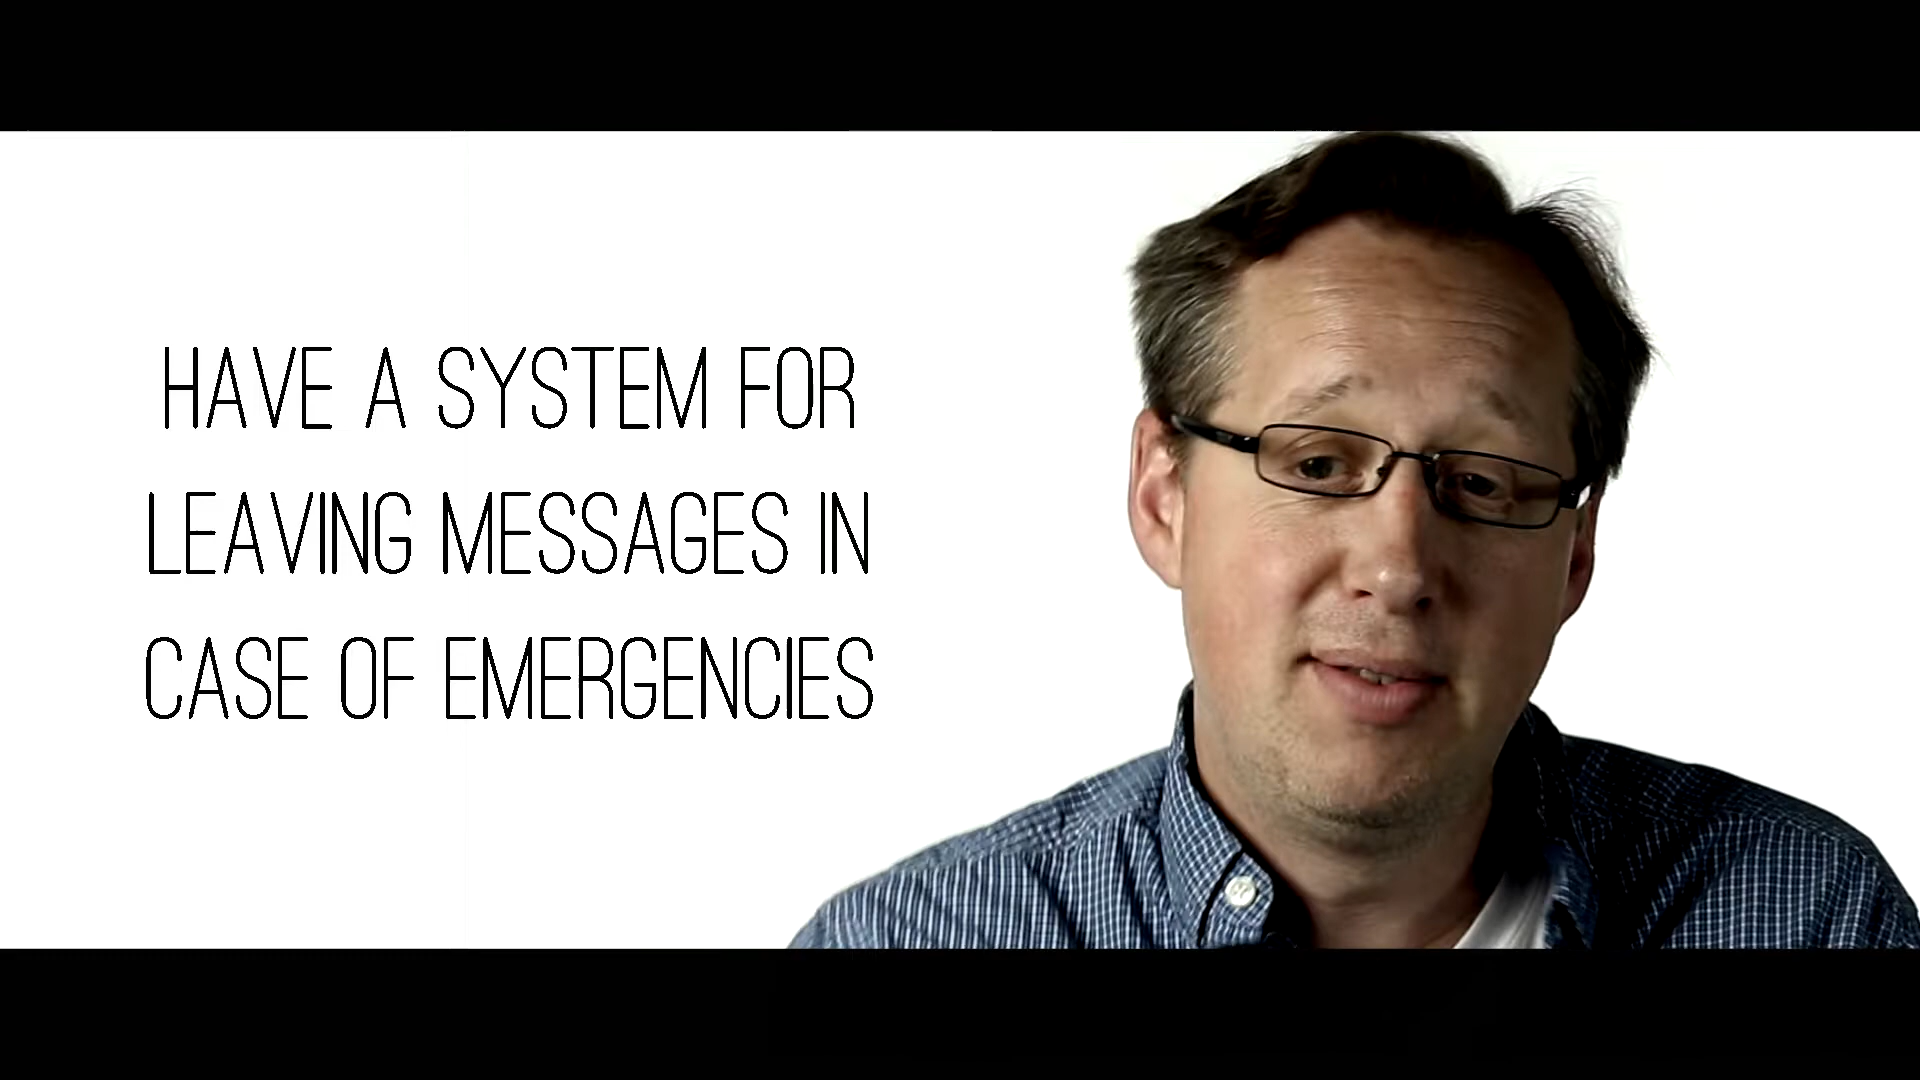 HAVE A SYSTEM FOR
LEAVING MESSAGES IN
CASE OF EMERGENCIES